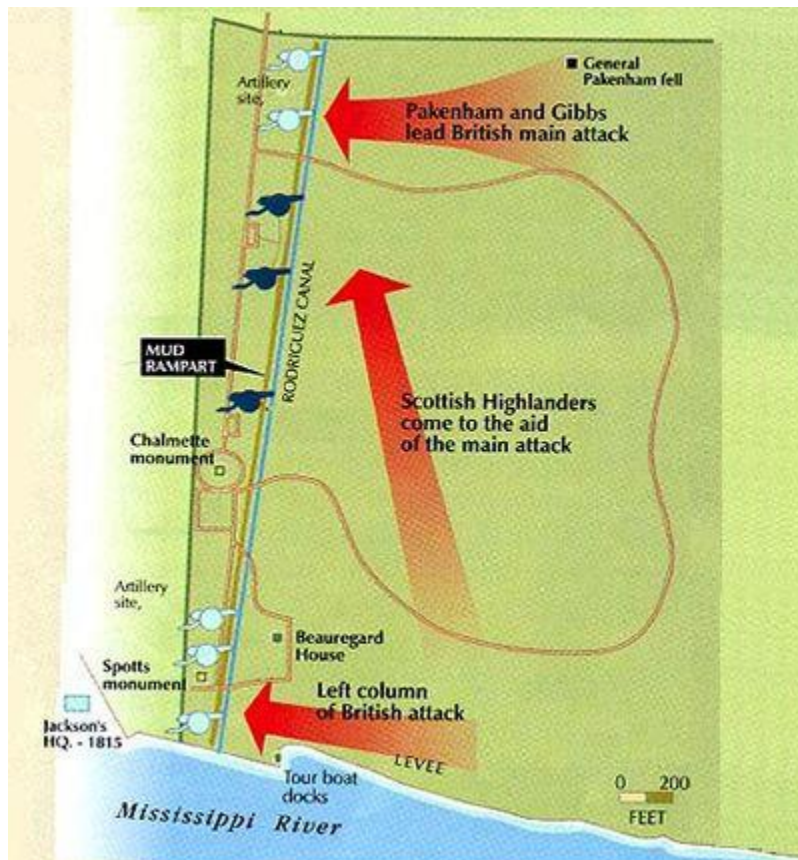 Artillery
site,
General
Pakenham fell
Pakenham and Gibbs
lead British main attack
RODRIGUEZ CANAL
MUD
RAMPART
Scottish Highlanders
come to the aid
of the main attack
Chalmette
monument
Artillery
site,
Beauregard
House
Spotts
monument
Left column
of British attack
Jackson's
HQ. - 1815
LEVEE
Tour boat
docks
0 200
FEET
Mississippi River